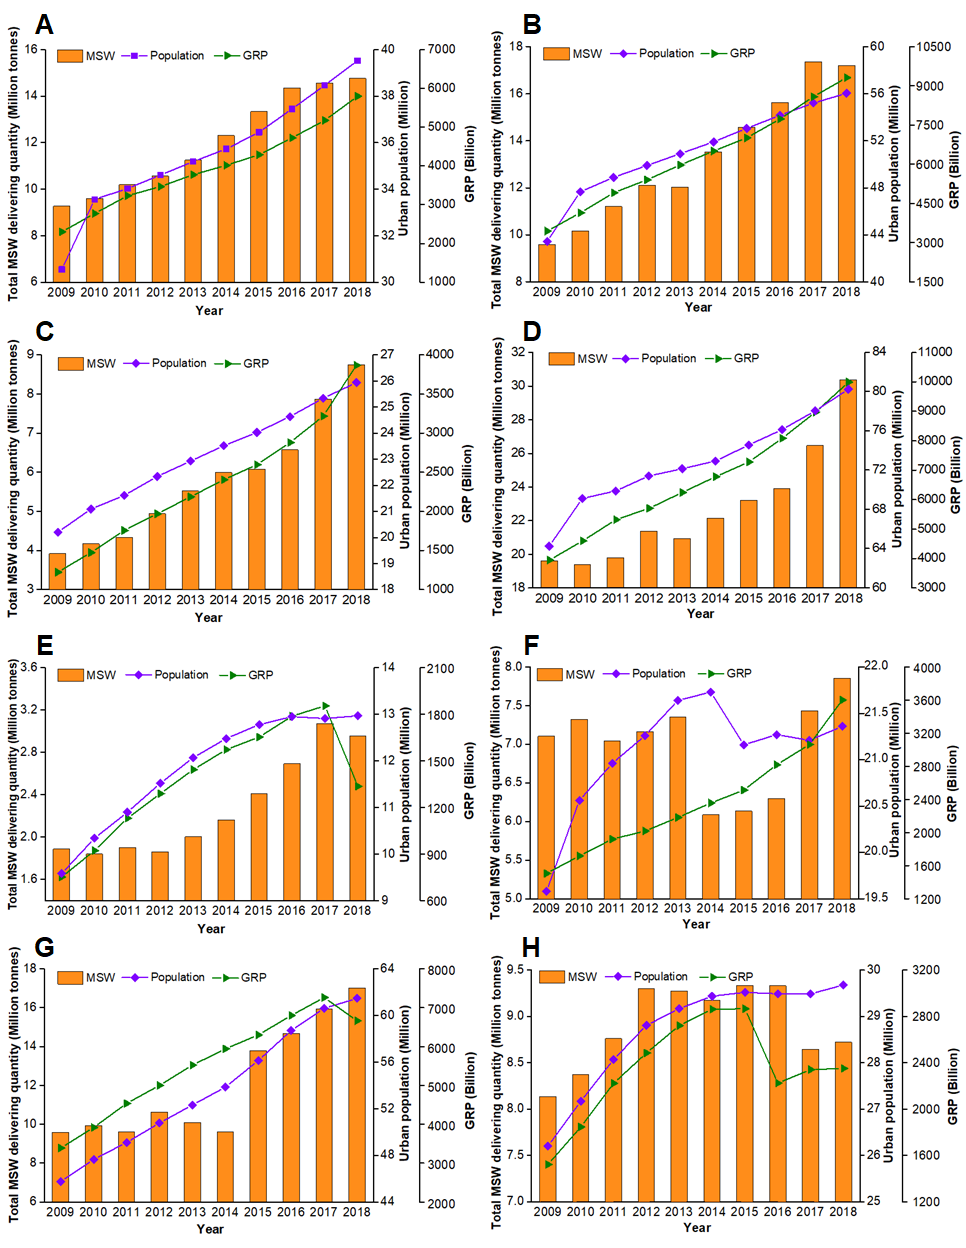 A
MSW Population GRP
Total MSW delivering quantity (Million tonnes)
16
14
12
10
8
6
40
38
36
34
32
30
Urban population (Million)
7000
6000
5000
4000
3000
2000
1000
GRP (Billion)
2009 2010 2011 2012 2013 2014 2015 2016 2017 2018
Year
B
MSW Population GRP
Total MSW delivering quantity (Million tonnes)
18
16
14
12
10
8
60
56
52
48
44
40
Urban population (Million)
10500
9000
7500
6000
4500
3000
1500
GRP (Billion)
2009 2010 2011 2012 2013 2014 2015 2016 2017 2018
Year
C
MSW Population GRP
Total MSW delivering quantity (Million tonnes)
9
8
7
6
5
4
3
27
26
25
24
23
22
21
20
19
18
Urban population (Million)
4000
3500
3000
2500
2000
1500
1000
GRP (Billion)
2009 2010 2011 2012 2013 2014 2015 2016 2017 2018
Year
D
MSW Population GRP
Total MSW delivering quantity (Million tonnes)
32
30
28
26
24
22
20
18
84
80
76
72
68
64
60
Urban population (Million)
11000
10000
9000
8000
7000
6000
5000
4000
3000
GRP (Billion)
2009 2010 2011 2012 2013 2014 2015 2016 2017 2018
Year
E
MSW Population GRP
Total MSW delivering quantity (Million tonnes)
3.6
3.2
2.8
2.4
2.0
1.6
14
13
12
11
10
9
Urban population (Million)
2100
1800
1500
1200
900
600
GRP (Billion)
2009 2010 2011 2012 2013 2014 2015 2016 2017 2018
Year
F
MSW Population GRP
Total MSW delivering quantity (Million tonnes)
8.0
7.5
7.0
6.5
6.0
5.5
5.0
22.0
21.5
21.0
20.5
20.0
19.5
Urban population (Million)
4000
3600
3200
2800
2400
2000
1600
1200
GRP (Billion)
2009 2010 2011 2012 2013 2014 2015 2016 2017 2018
Year
G
MSW Population GRP
Total MSW delivering quantity (Million tonnes)
18
16
14
12
10
8
6
64
60
56
52
48
44
Urban population (Million)
8000
7000
6000
5000
4000
3000
2000
GRP (Billion)
2009 2010 2011 2012 2013 2014 2015 2016 2017 2018
Year
H
MSW Population GRP
Total MSW delivering quantity (Million tonnes)
9.5
9.0
8.5
8.0
7.5
7.0
30
29
28
27
26
25
Urban population (Million)
3200
2800
2400
2000
1600
1200
GRP (Billion)
2009 2010 2011 2012 2013 2014 2015 2016 2017 2018
Year